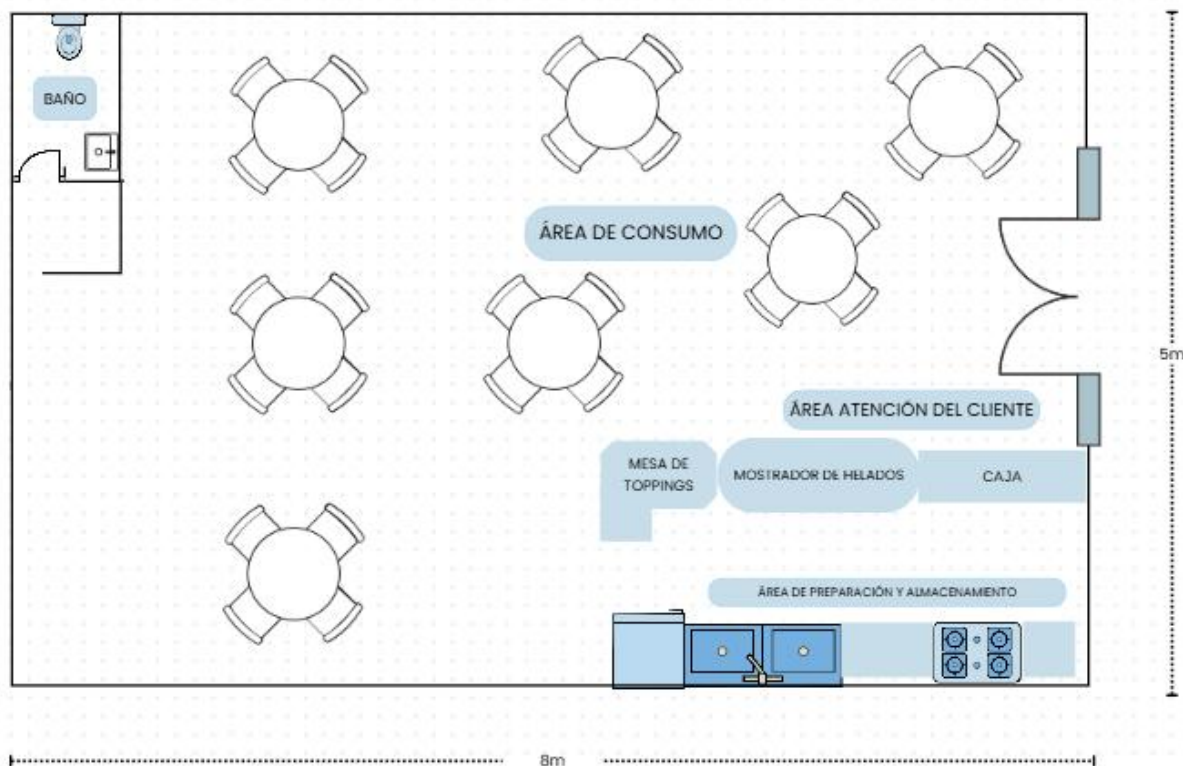 BAÑO
ÁREA DE CONSUMO
5m
ÁREA ATENCIÓN DEL CLIENTE
MESA DE
TOPPINGS
MOSTRADOR DE HELADOS
CAJA
ÁREA DE PREPARACIÓN Y ALMACENAMIENTO
8m